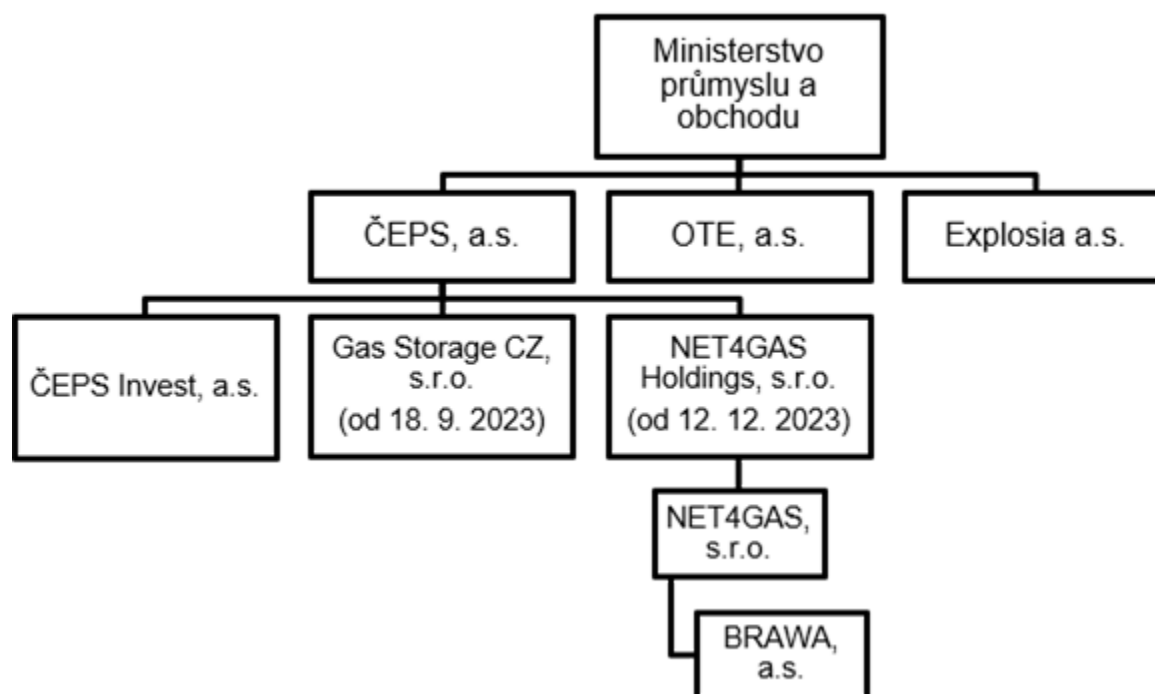 Ministerstvo
průmyslu a
obchodu
ČEPS, a.s.
OTE, a.s.
Explosia a.s.
ČEPS Invest, a.s.
Gas Storage CZ,
s.r.o.
(od 18. 9. 2023)
NET4GAS
Holdings, s.r.o.
(od 12. 12. 2023)
NET4GAS,
s.r.o.
BRAWA,
a.s.